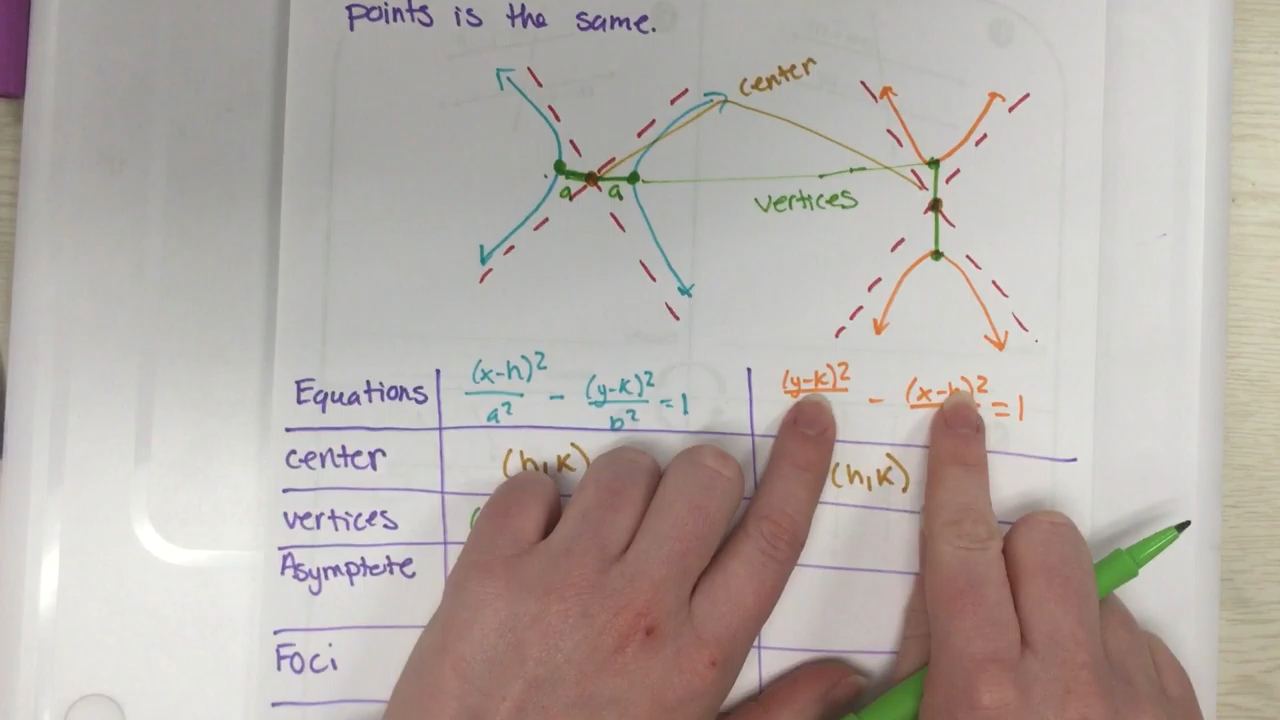 points is the same.
center
a a
vertices
Equations (x-h)²/a² - (y-k)²/b² =1 (y-k)² - (x-h)² =1
center (h,k) (h,k)
vertices (
Asymptote
Foci